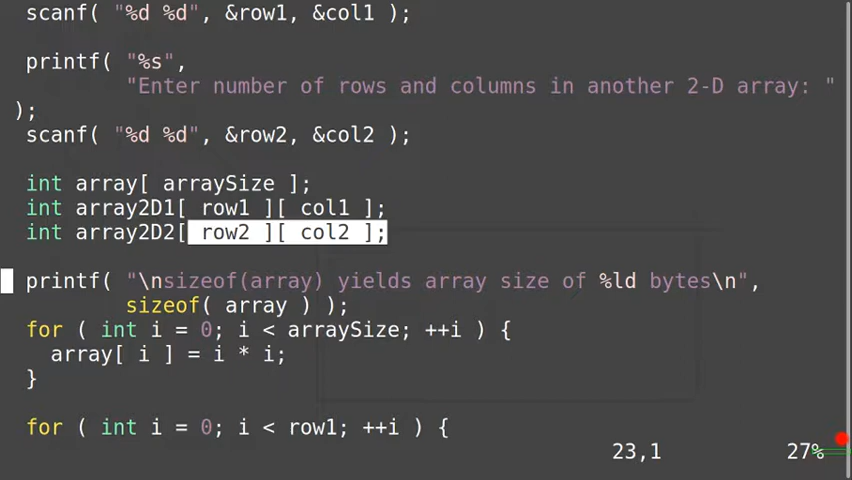 scanf( "%d %d", &row1, &col1 );
printf( "%s",
"Enter number of rows and columns in another 2-D array: "
);
scanf( "%d %d", &row2, &col2 );
int array[ arraySize ];
int array2D1[ row1 ][ col1 ];
int array2D2[ row2 ][ col2 ];
printf( "\nsizeof(array) yields array size of %ld bytes\n",
sizeof( array ) );
for ( int i = 0; i < arraySize; ++i ) {
array[ i ] = i * i;
}
for ( int i = 0; i < row1; ++i ) {
23,1 27%